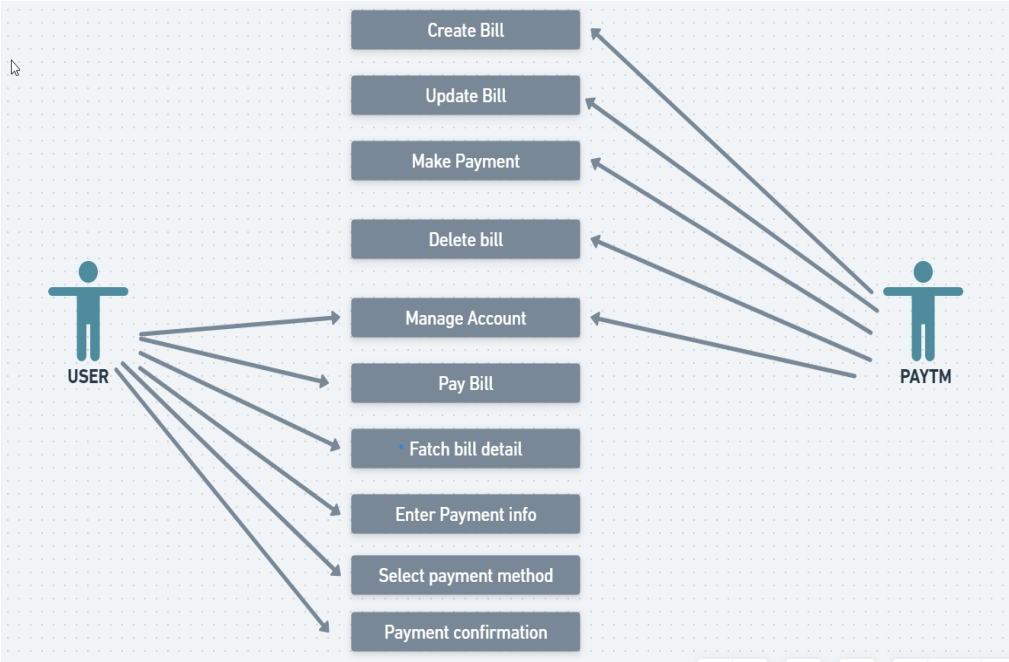 Create Bill
Update Bill
Make Payment
Delete bill
Manage Account
Pay Bill
Fatch bill detail
Enter Payment info
Select payment method
Payment confirmation
USER
PAYTM